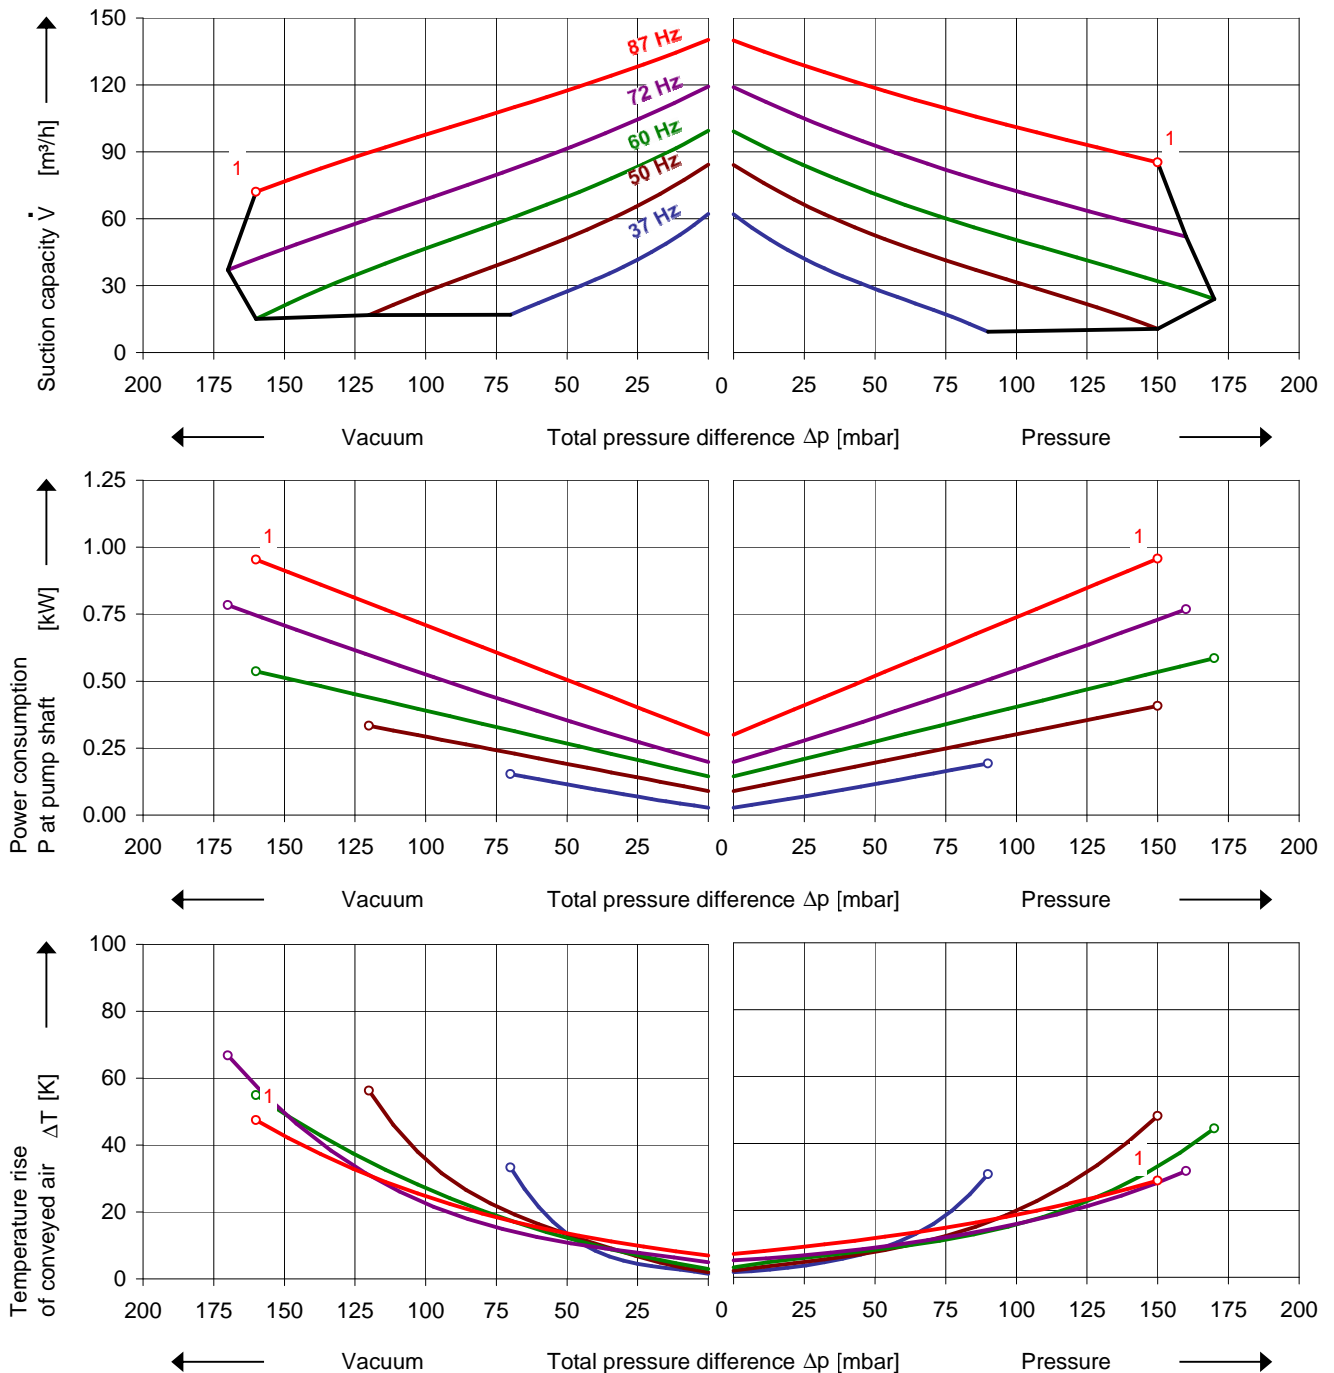 150
120
90
60
30
0
Suction capacity V̇ [m³/h]
87 Hz
72 Hz
60 Hz
50 Hz
37 Hz
1
1
200 175 150 125 100 75 50 25 0 25 50 75 100 125 150 175 200
Vacuum Total pressure difference Δp [mbar] Pressure
1.25
1.00
0.75
0.50
0.25
0.00
Power consumption
P at pump shaft [kW]
1
1
200 175 150 125 100 75 50 25 0 25 50 75 100 125 150 175 200
Vacuum Total pressure difference Δp [mbar] Pressure
100
80
60
40
20
0
Temperature rise
of conveyed air ΔT [K]
1
1
200 175 150 125 100 75 50 25 0 25 50 75 100 125 150 175 200
Vacuum Total pressure difference Δp [mbar] Pressure